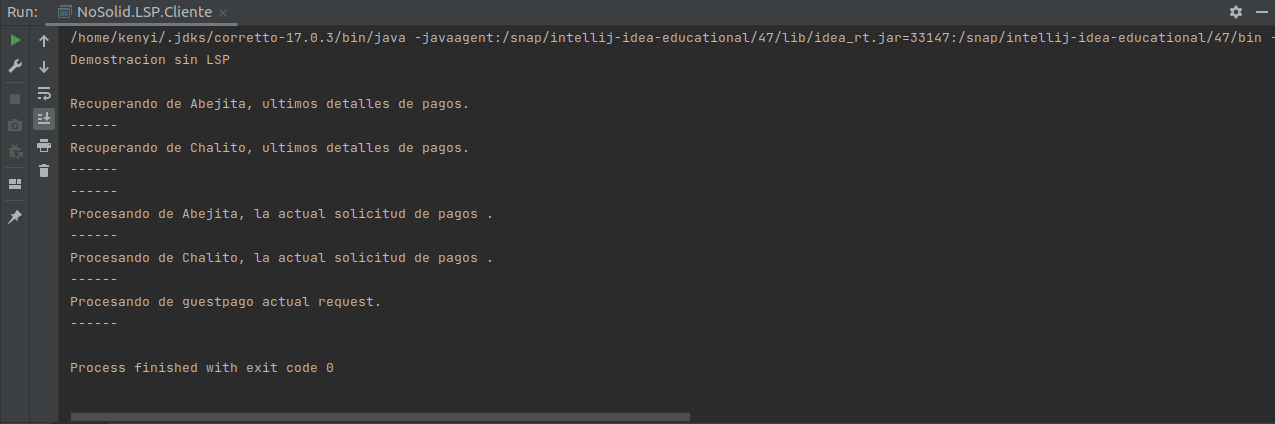 Run: NoSolid.LSP.Cliente
/home/kenyi/.jdks/corretto-17.0.3/bin/java -javaagent:/snap/intellij-idea-educational/47/lib/idea_rt.jar=33147:/snap/intellij-idea-educational/47/bin -
Demostracion sin LSP
Recuperando de Abejita, ultimos detalles de pagos.
------
Recuperando de Chalito, ultimos detalles de pagos.
------
------
Procesando de Abejita, la actual solicitud de pagos .
------
Procesando de Chalito, la actual solicitud de pagos .
------
Procesando de guestpago actual request.
------
Process finished with exit code 0